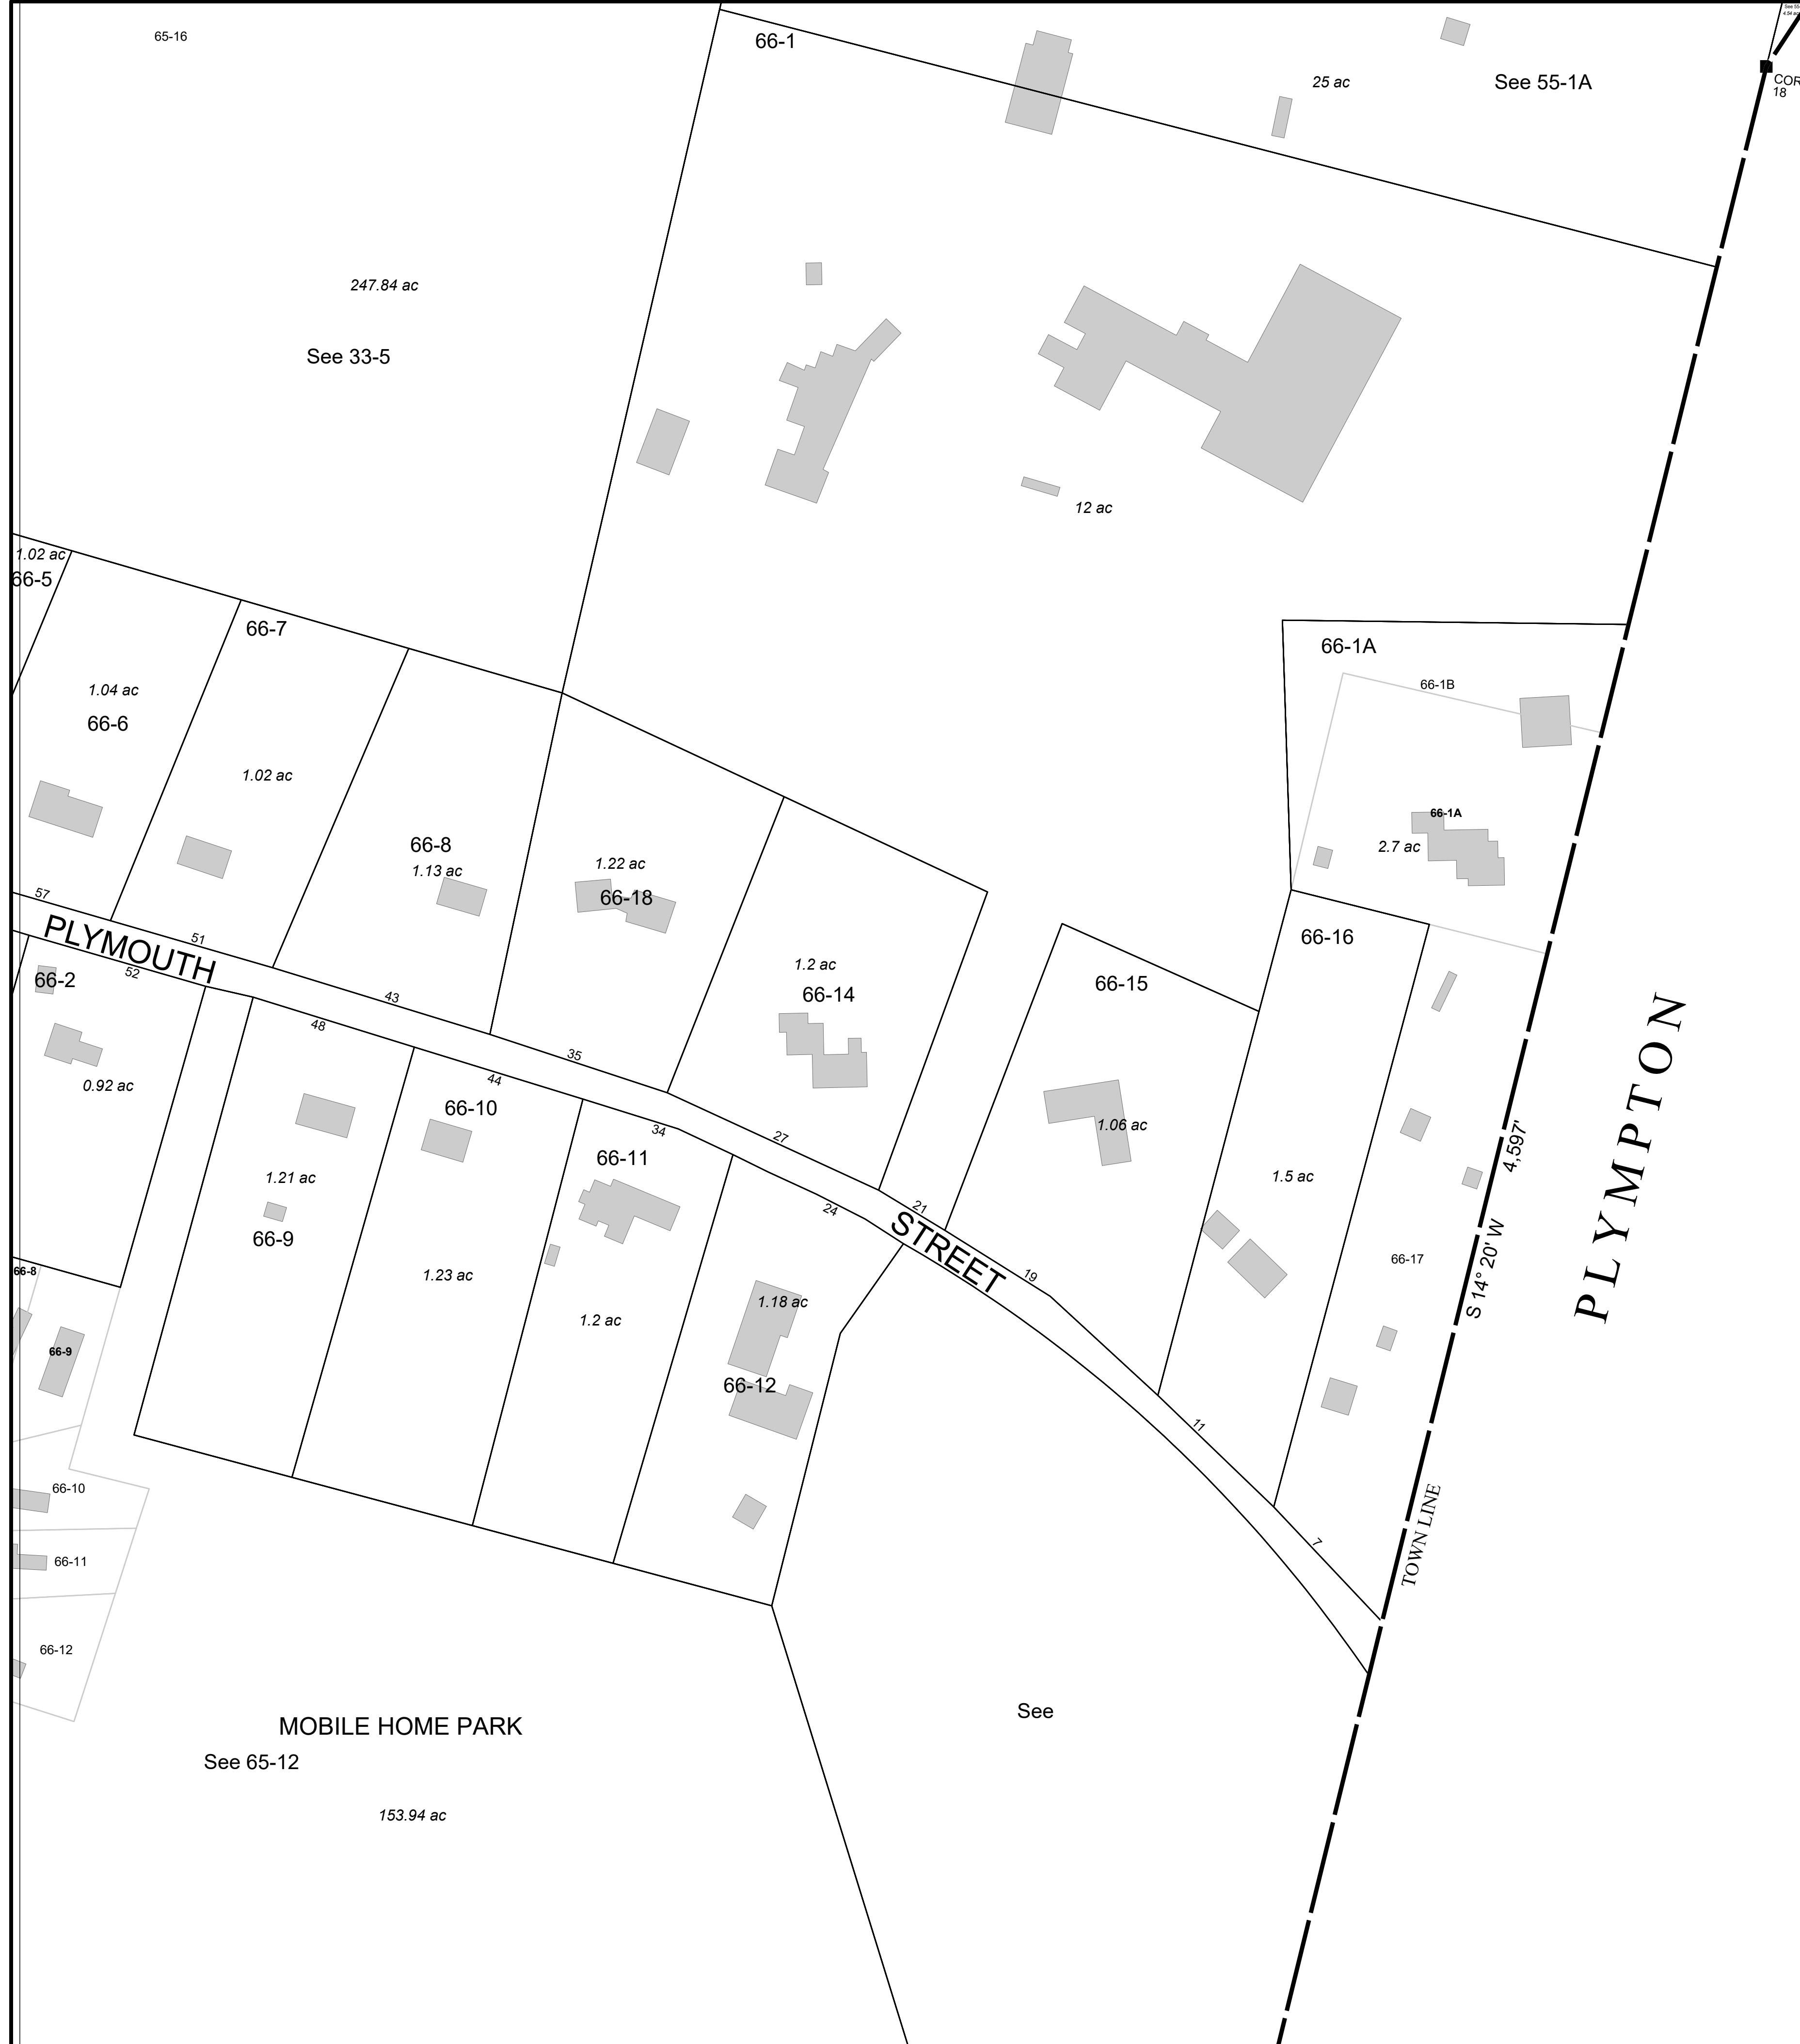 65-16
66-1
25 ac
See 55-1A
COR
18
247.84 ac
See 33-5
12 ac
1.02 ac
66-5
66-7
66-1A
66-1B
1.04 ac
66-6
1.02 ac
66-8
1.13 ac
1.22 ac
66-18
66-1A
2.7 ac
57
PLYMOUTH
51
52
43
35
66-2
0.92 ac
48
44
34
27
1.2 ac
66-14
66-15
66-16
66-10
66-11
1.06 ac
1.5 ac
4,597'
PLYMPTON
1.21 ac
66-9
24
21
STREET
19
66-17
S 14° 20' W
66-8
1.23 ac
1.2 ac
1.18 ac
66-9
66-12
11
66-10
7
TOWN LINE
66-11
66-12
MOBILE HOME PARK
See 65-12
See
153.94 ac